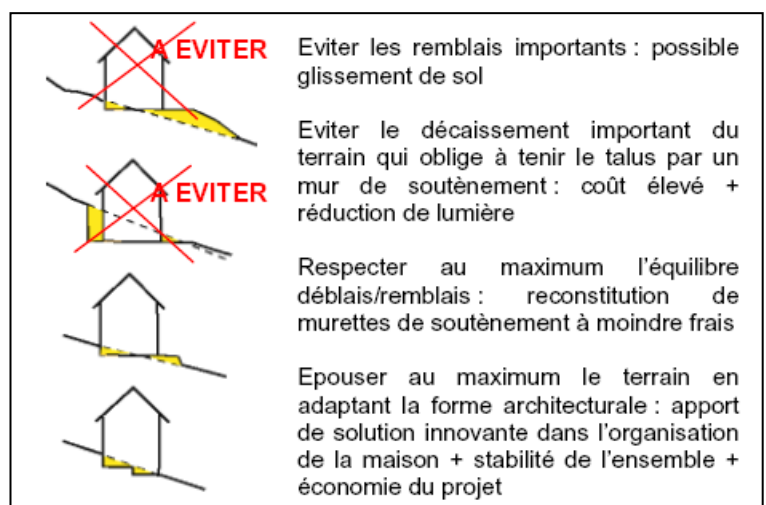 A EVITER
Eviter les remblais importants : possible
glissement de sol
Eviter le décaissement important du
terrain qui oblige à tenir le talus par un
mur de soutènement : coût élevé +
réduction de lumière
A EVITER
Respecter au maximum l'équilibre
déblais/remblais : reconstitution de
murettes de soutènement à moindre frais
Epouser au maximum le terrain en
adaptant la forme architecturale : apport
de solution innovante dans l'organisation
de la maison + stabilité de l'ensemble +
économie du projet